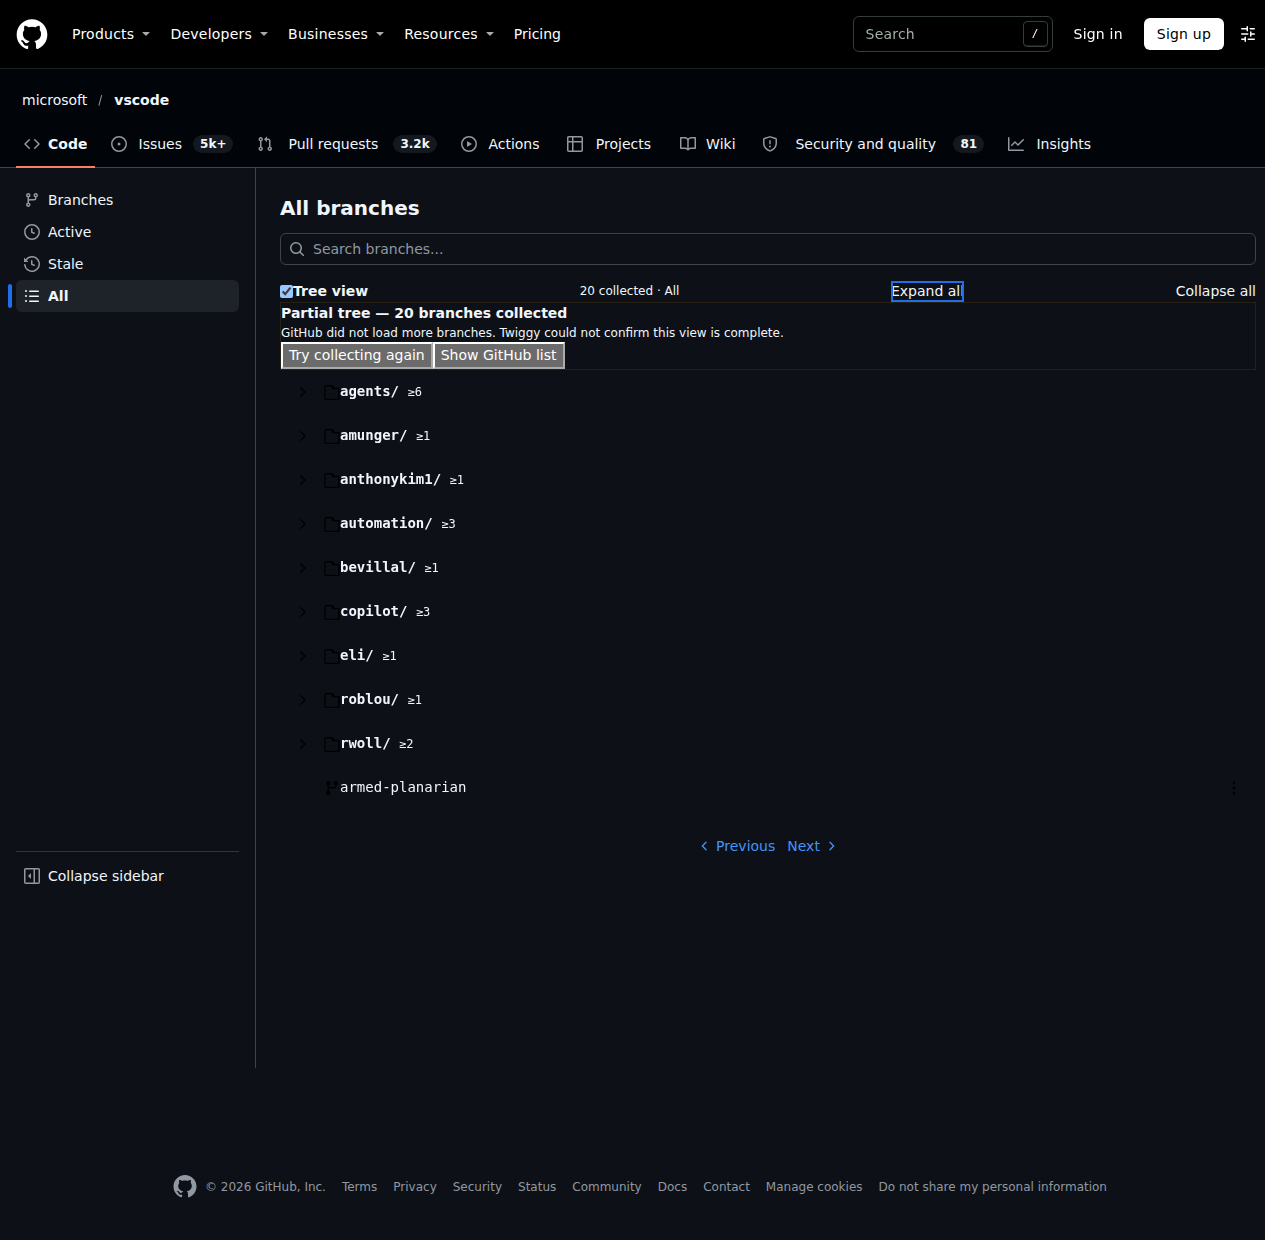 Products Developers Businesses Resources Pricing Search / Sign in Sign up
microsoft / vscode
Code Issues 5k+ Pull requests 3.2k Actions Projects Wiki Security and quality 81 Insights
Branches
Active
Stale
All
Collapse sidebar
All branches
Search branches...
Tree view 20 collected · All Expand all Collapse all
Partial tree — 20 branches collected
GitHub did not load more branches. Twiggy could not confirm this view is complete.
Try collecting again Show GitHub list
agents/ ≥6
amunger/ ≥1
anthonykim1/ ≥1
automation/ ≥3
bevillal/ ≥1
copilot/ ≥3
eli/ ≥1
roblou/ ≥1
rwoll/ ≥2
armed-planarian
Previous Next
© 2026 GitHub, Inc. Terms Privacy Security Status Community Docs Contact Manage cookies Do not share my personal information